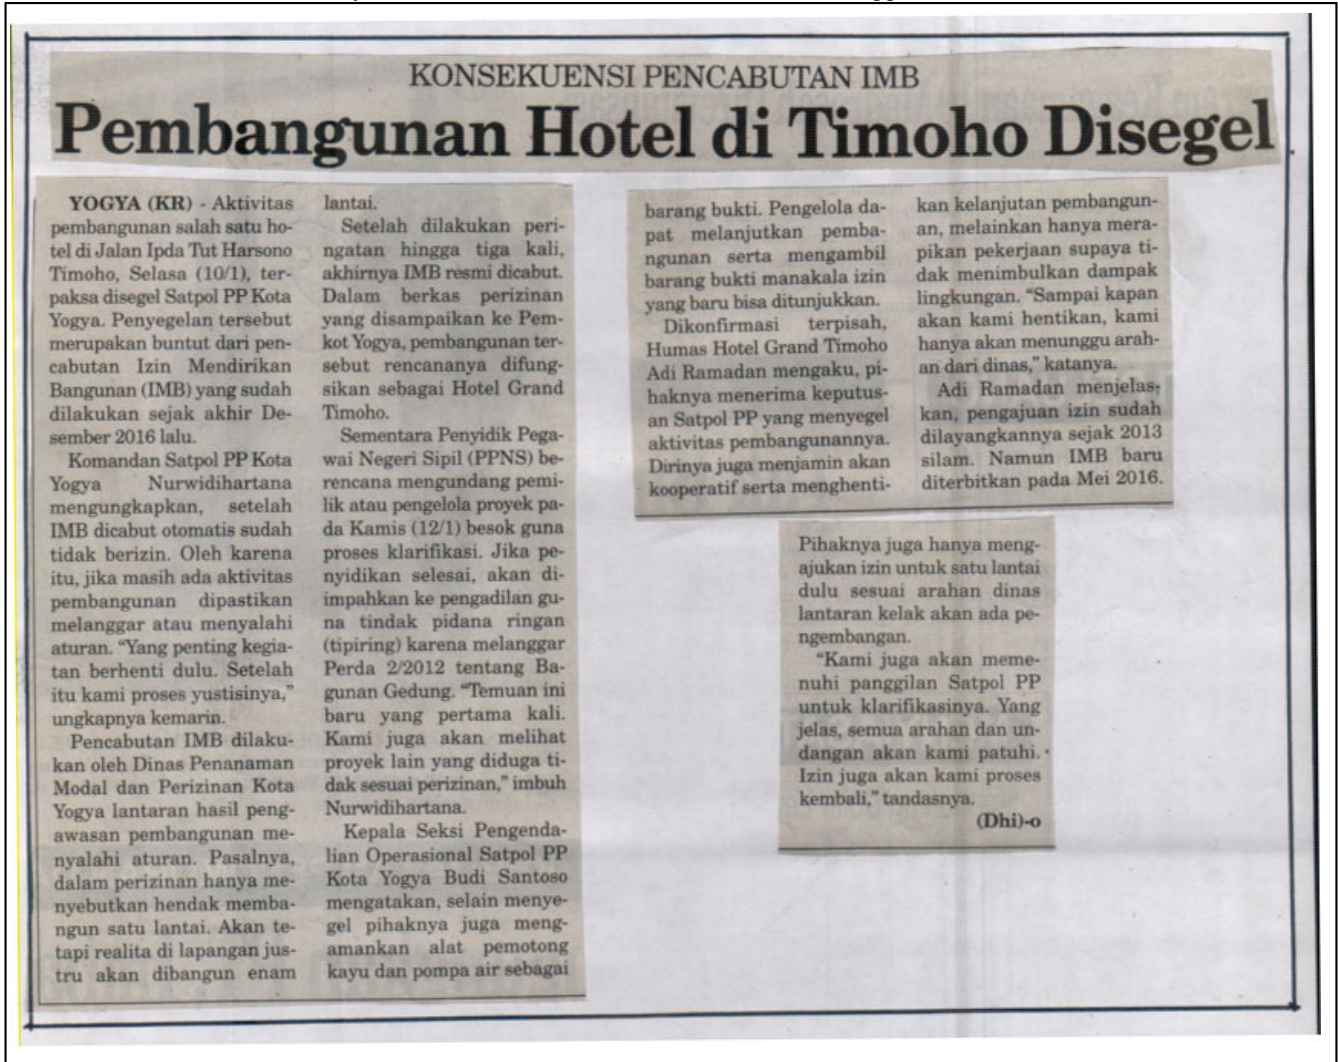 KONSEKUENSI PENCABUTAN IMB
Pembangunan Hotel di Timoho Disegel
YOGYA (KR) - Aktivitas
pembangunan salah satu ho-
tel di Jalan Ipda Tut Harsono
Timoho, Selasa (10/1), ter-
paksa disegel Satpol PP Kota
Yogya. Penyegelan tersebut
merupakan buntut dari pen-
cabutan Izin Mendirikan
Bangunan (IMB) yang sudah
dilakukan sejak akhir De-
sember 2016 lalu.
Komandan Satpol PP Kota
Yogya Nurwidihartana
mengungkapkan, setelah
IMB dicabut otomatis sudah
tidak berizin. Oleh karena
itu, jika masih ada aktivitas
pembangunan dipastikan
melanggar atau menyalahi
aturan. “Yang penting kegia-
tan berhenti dulu. Setelah
itu kami proses yustisinya,”
ungkapnya kemarin.
Pencabutan IMB dilaku-
kan oleh Dinas Penanaman
Modal dan Perizinan Kota
Yogya lantaran hasil peng-
awasan pembangunan me-
nyalahi aturan. Pasalnya,
dalam perizinan hanya me-
nyebutkan hendak memba-
ngun satu lantai. Akan te-
tapi realita di lapangan jus-
tru akan dibangun enam
lantai.
Setelah dilakukan peri-
ngatan hingga tiga kali,
akhirnya IMB resmi dicabut.
Dalam berkas perizinan
yang disampaikan ke Pem-
kot Yogya, pembangunan ter-
sebut rencananya difung-
sikan sebagai Hotel Grand
Timoho.
Sementara Penyidik Pega-
wai Negeri Sipil (PPNS) be-
rencana mengundang pemi-
lik atau pengelola proyek pa-
da Kamis (12/1) besok guna
proses klarifikasi. Jika pe-
nyidikan selesai, akan di-
impahkan ke pengadilan gu-
na tindak pidana ringan
(tipiring) karena melanggar
Perda 2/2012 tentang Ba-
gunan Gedung. “Temuan ini
baru yang pertama kali.
Kami juga akan melihat
proyek lain yang diduga ti-
dak sesuai perizinan,” imbuh
Nurwidihartana.
Kepala Seksi Pengenda-
lian Operasional Satpol PP
Kota Yogya Budi Santoso
mengatakan, selain menye-
gel pihaknya juga meng-
amankan alat pemotong
kayu dan pompa air sebagai
barang bukti. Pengelola da-
pat melanjutkan pemba-
ngunan serta mengambil
barang bukti manakala izin
yang baru bisa ditunjukkan.
Dikonfirmasi terpisah,
Humas Hotel Grand Timoho
Adi Ramadan mengaku, pi-
haknya menerima keputus-
an Satpol PP yang menyegel
aktivitas pembangunannya.
Dirinya juga menjamin akan
kooperatif serta menghenti-
kan kelanjutan pembangun-
an, melainkan hanya mera-
pikan pekerjaan supaya ti-
dak menimbulkan dampak
lingkungan. “Sampai kapan
akan kami hentikan, kami
hanya akan menunggu arah-
an dari dinas,” katanya.
Adi Ramadan menjelas-
kan, pengajuan izin sudah
dilayangkannya sejak 2013
silam. Namun IMB baru
diterbitkan pada Mei 2016.
Pihaknya juga hanya meng-
ajukan izin untuk satu lantai
dulu sesuai arahan dinas
lantaran kelak akan ada pe-
ngembangan.
“Kami juga akan meme-
nuhi panggilan Satpol PP
untuk klarifikasinya. Yang
jelas, semua arahan dan un-
dangan akan kami patuhi.
Izin juga akan kami proses
kembali,” tandasnya.
(Dhi)-o